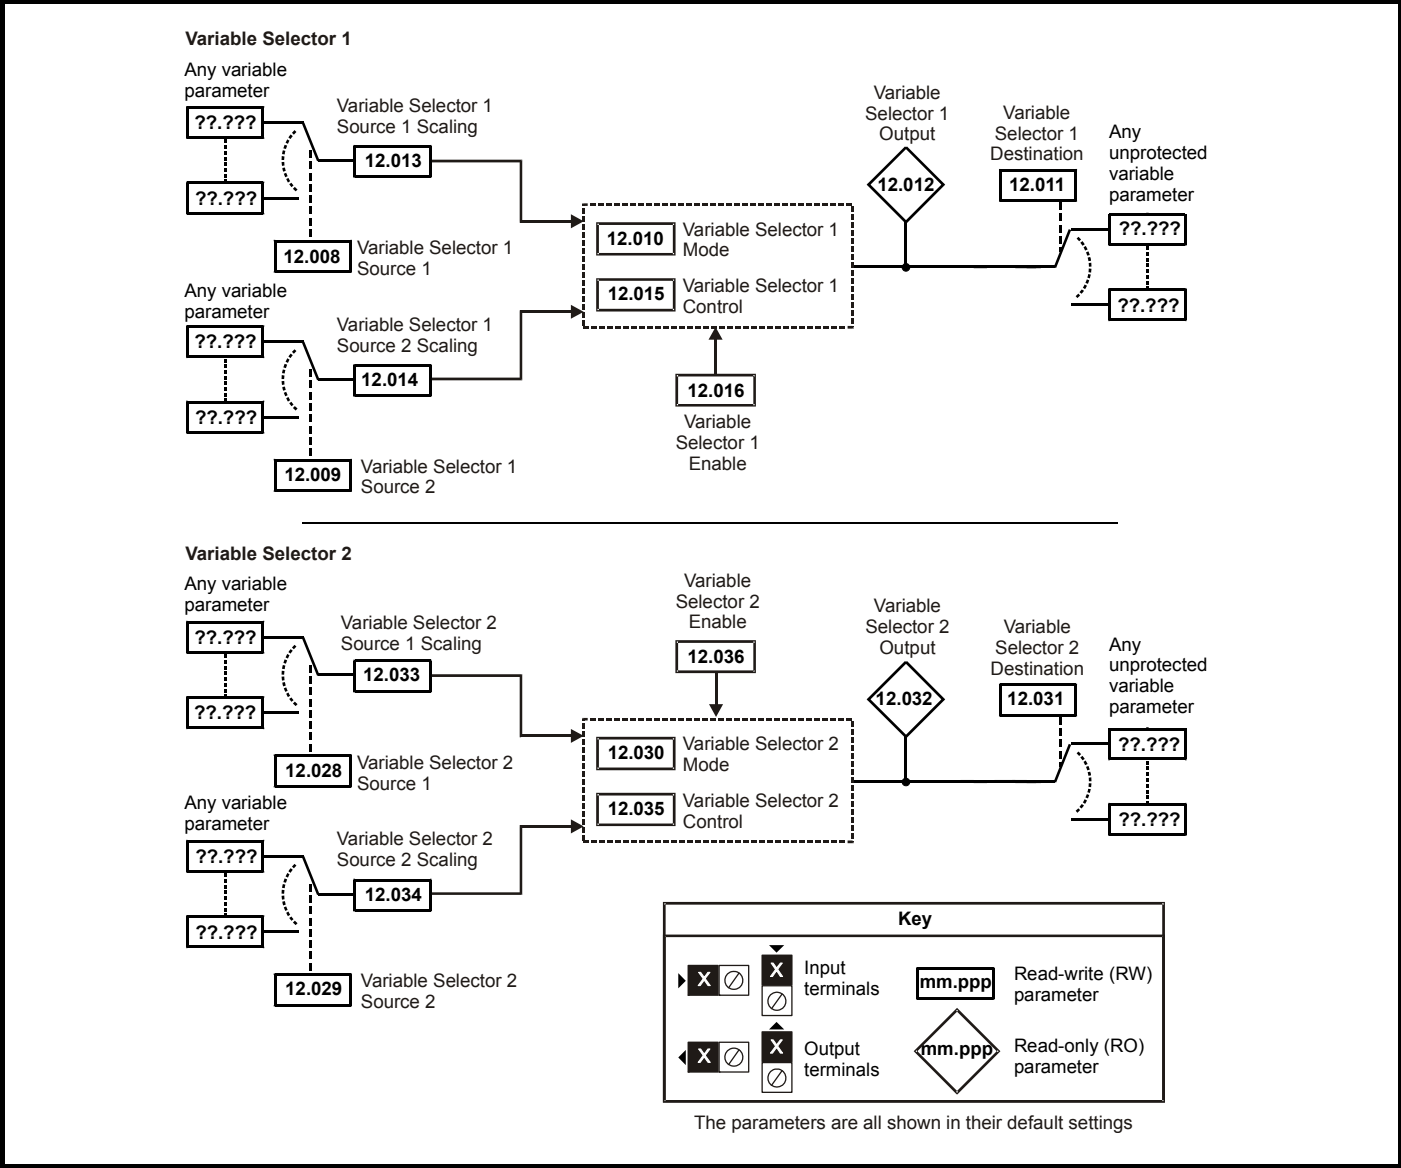 Variable Selector 1
Any variable
parameter
??.???
??.???
Variable Selector 1
Source 1 Scaling
12.013
12.008
Variable Selector 1
Source 1
Any variable
parameter
??.???
??.???
Variable Selector 1
Source 2 Scaling
12.014
12.009
Variable Selector 1
Source 2
12.010
Variable Selector 1
Mode
12.015
Variable Selector 1
Control
12.016
Variable
Selector 1
Enable
Variable
Selector 1
Output
12.012
Variable
Selector 1
Destination
12.011
Any
unprotected
variable
parameter
??.???
??.???
Variable Selector 2
Any variable
parameter
??.???
??.???
Variable Selector 2
Source 1 Scaling
12.033
12.028
Variable Selector 2
Source 1
Any variable
parameter
??.???
??.???
Variable Selector 2
Source 2 Scaling
12.034
12.029
Variable Selector 2
Source 2
Variable
Selector 2
Enable
12.036
12.030
Variable Selector 2
Mode
12.035
Variable Selector 2
Control
Variable
Selector 2
Output
12.032
Variable
Selector 2
Destination
12.031
Any
unprotected
variable
parameter
??.???
??.???
Key
X
X
Input
terminals
mm.ppp
Read-write (RW)
parameter
X
X
Output
terminals
mm.ppp
Read-only (RO)
parameter
The parameters are all shown in their default settings